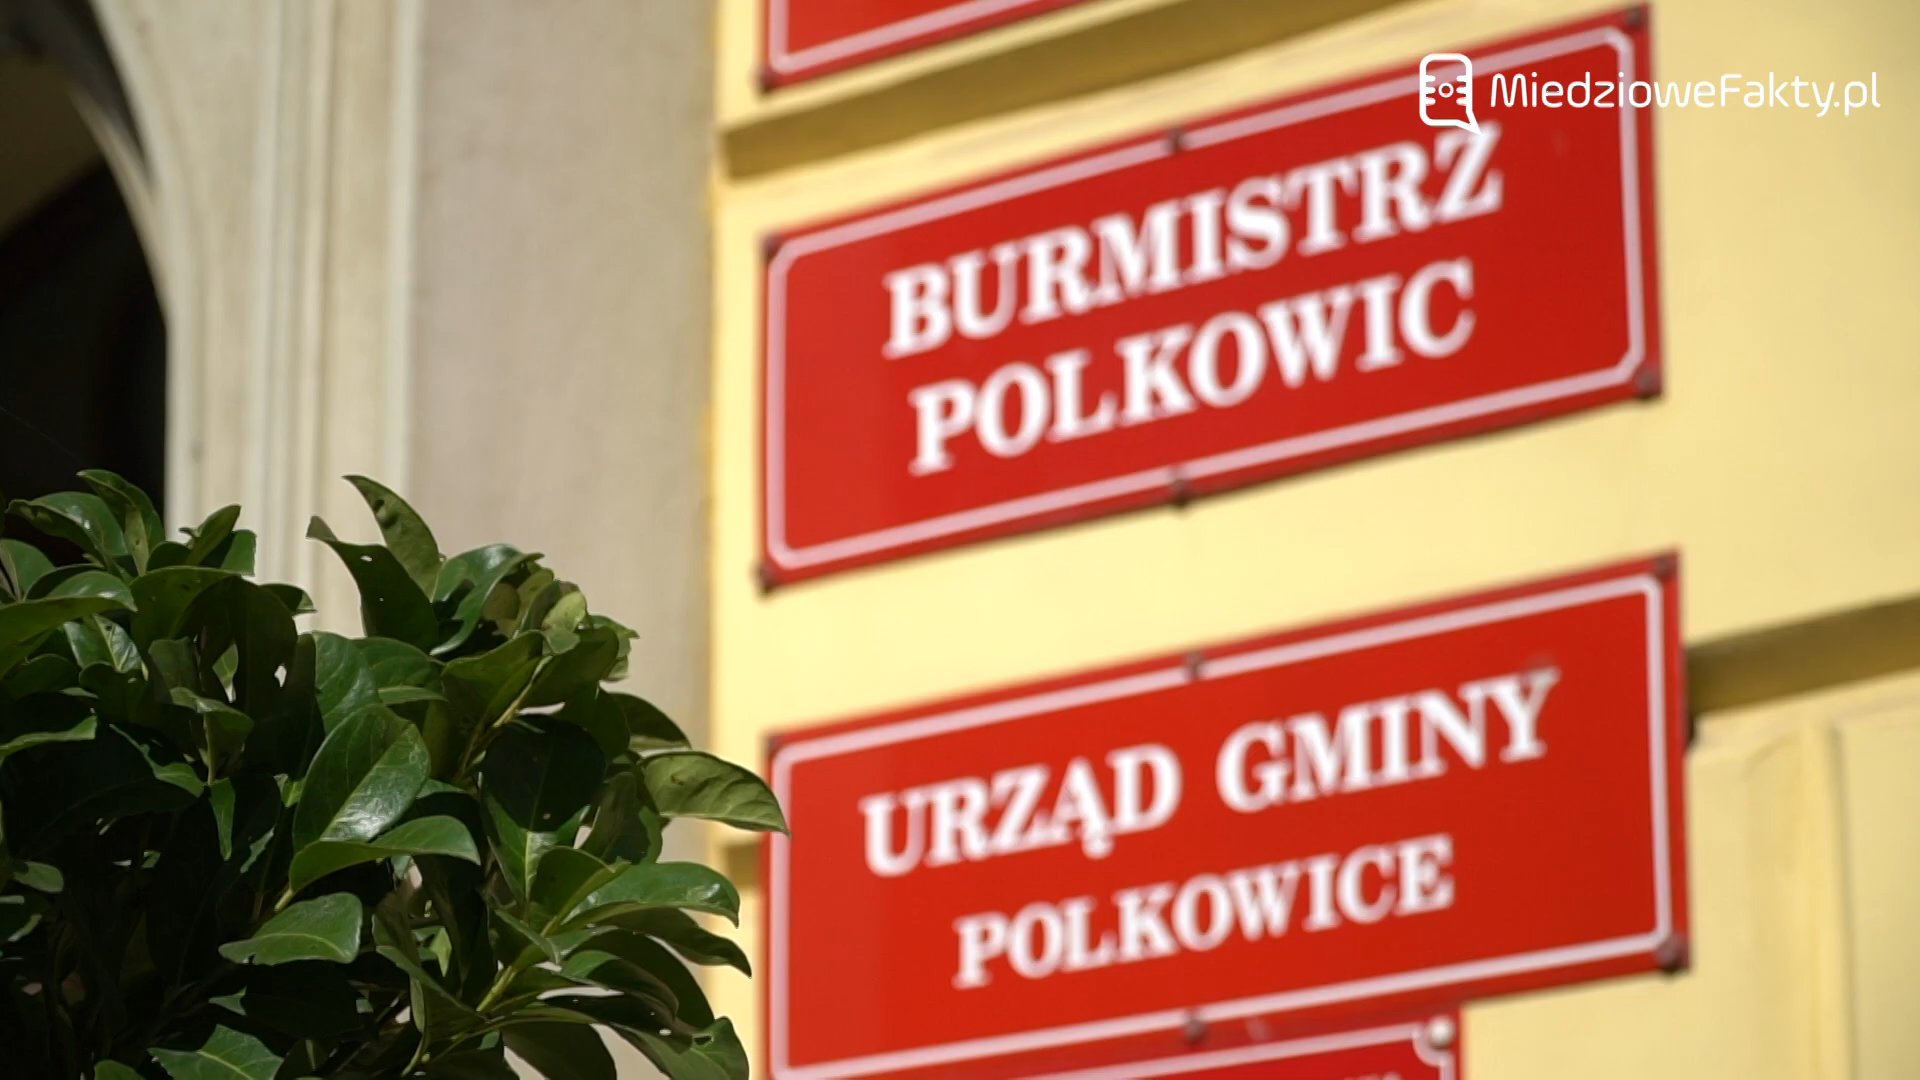 MiedzioweFakty.pl
BURMISTRZ
POLKOWIC
URZĄD GMINY
POLKOWICE